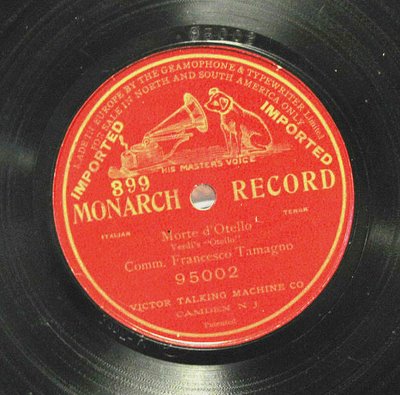 MADE IN EUROPE BY THE GRAMOPHONE & TYPEWRITER Limited
FOR SALE IN NORTH AND SOUTH AMERICA ONLY
IMPORTED
IMPORTED
HIS MASTER'S VOICE
899
MONARCH RECORD
ITALIAN
TENOR
Morte d'Otello
Verdi's "Otello"
Comm. Francesco Tamagno
95002
VICTOR TALKING MACHINE CO
CAMDEN N J
Patented